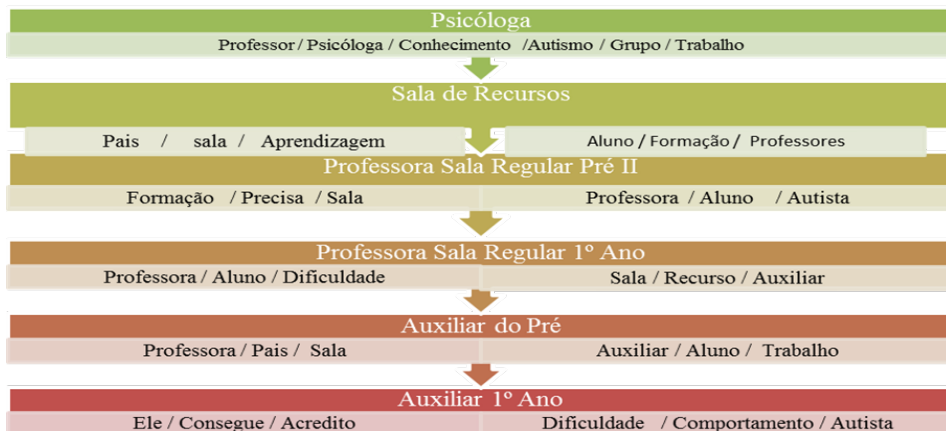 Psicóloga
Professor / Psicóloga / Conhecimento /Autismo / Grupo / Trabalho
Sala de Recursos
Pais / sala / Aprendizagem
Aluno / Formação / Professores
Professora Sala Regular Pré II
Formação / Precisa / Sala
Professora / Aluno / Autista
Professora Sala Regular 1º Ano
Professora / Aluno / Dificuldade
Sala / Recurso / Auxiliar
Auxiliar do Pré
Professora / Pais / Sala
Auxiliar / Aluno / Trabalho
Auxiliar 1º Ano
Ele / Consegue / Acredito
Dificuldade / Comportamento / Autista